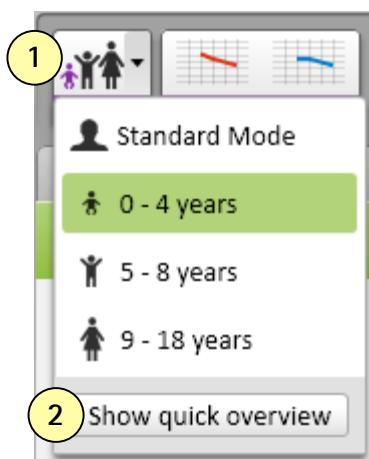 1
Standard Mode
0 - 4 years
5 - 8 years
9 - 18 years
2 Show quick overview